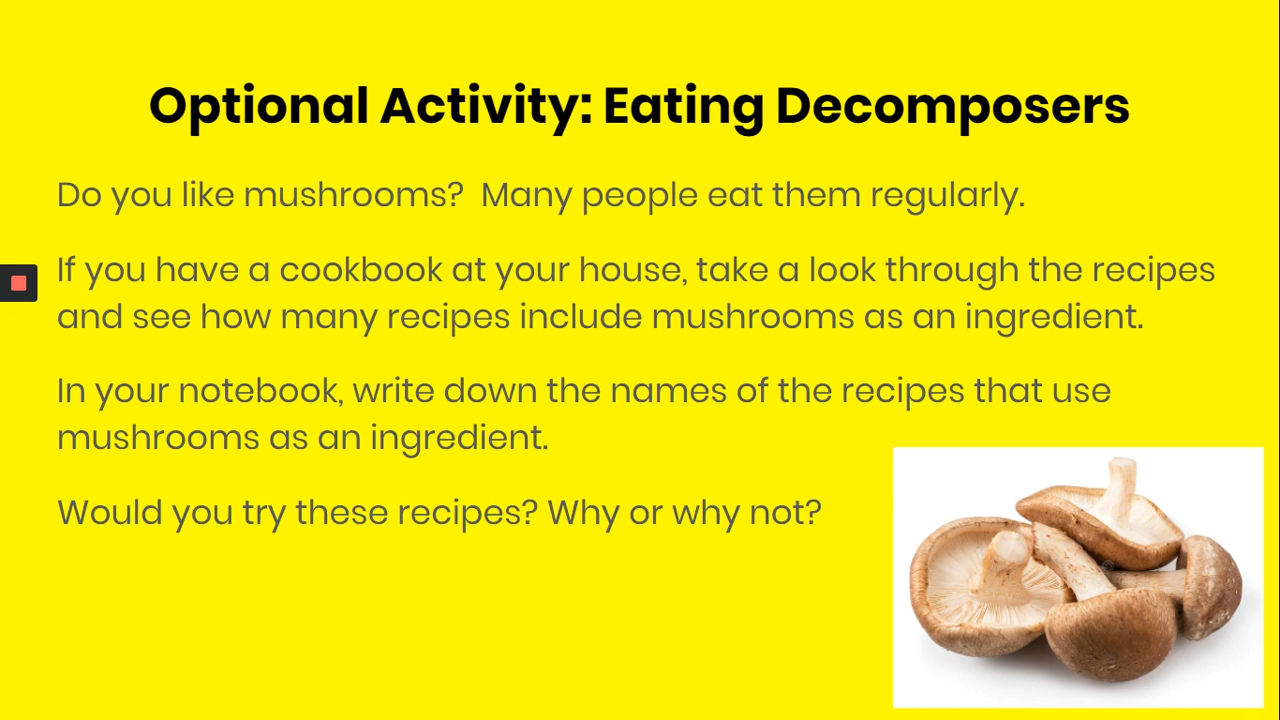 Optional Activity: Eating Decomposers
Do you like mushrooms?  Many people eat them regularly.
If you have a cookbook at your house, take a look through the recipes
and see how many recipes include mushrooms as an ingredient.
In your notebook, write down the names of the recipes that use
mushrooms as an ingredient.
Would you try these recipes? Why or why not?